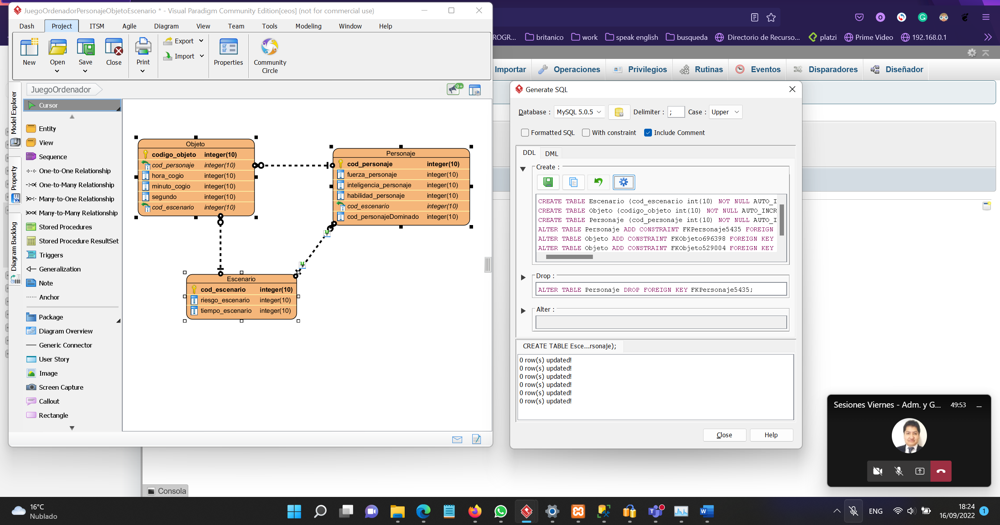 JuegoOrdenadorPersonajeObjetoEscenario * - Visual Paradigm Community Edition[ceos] (not for commercial use)
Dash
Project
ITSM
Agile
Diagram
View
Team
Tools
Modeling
Window
Help
New
Open
Save
Close
Print
Export
Import
Properties
Community
Circle
JuegoOrdenador
9+
Model Explorer
Property
Diagram Backlog
Cursor
Entity
View
Sequence
One-to-One Relationship
One-to-Many Relationship
Many-to-One Relationship
Many-to-Many Relationship
Stored Procedures
Stored Procedure ResultSet
Triggers
Generalization
Note
Anchor
Package
Diagram Overview
Generic Connector
User Story
Image
Screen Capture
Callout
Rectangle
Objeto
codigo_objeto integer(10)
cod_personaje integer(10)
hora_cogio integer(10)
minuto_cogio integer(10)
segundo integer(10)
cod_escenario integer(10)
Personaje
cod_personaje integer(10)
fuerza_personaje integer(10)
inteligencia_personaje integer(10)
habilidad_personaje integer(10)
cod_escenario integer(10)
cod_personajeDominado integer(10)
Escenario
cod_escenario integer(10)
riesgo_escenario integer(10)
tiempo_escenario integer(10)
ROGR...
britanico
work
speak english
busqueda
Directorio de Recurso...
platzi
Prime Video
192.168.0.1
Importar
Operaciones
Privilegios
Rutinas
Eventos
Disparadores
Diseñador
Generate SQL
Database : MySQL 5.0.5 Delimiter : ; Case : Upper
Formatted SQL With constraint Include Comment
DDL DML
Create :
CREATE TABLE Escenario (cod_escenario int(10) NOT NULL AUTO_I
CREATE TABLE Objeto (codigo_objeto int(10) NOT NULL AUTO_INCR
CREATE TABLE Personaje (cod_personaje int(10) NOT NULL AUTO_I
ALTER TABLE Personaje ADD CONSTRAINT FKPersonaje5435 FOREIGN
ALTER TABLE Objeto ADD CONSTRAINT FKObjeto696398 FOREIGN KEY
ALTER TABLE Objeto ADD CONSTRAINT FKObjeto529004 FOREIGN KEY
Drop :
ALTER TABLE Personaje DROP FOREIGN KEY FKPersonaje5435;
Alter :
CREATE TABLE Esce...rsonaje);
0 row(s) updated!
0 row(s) updated!
0 row(s) updated!
0 row(s) updated!
0 row(s) updated!
0 row(s) updated!
Close
Help
Sesiones Viernes - Adm. y G... 49:53
Consola
16°C
Nublado
ENG
18:24
16/09/2022
1